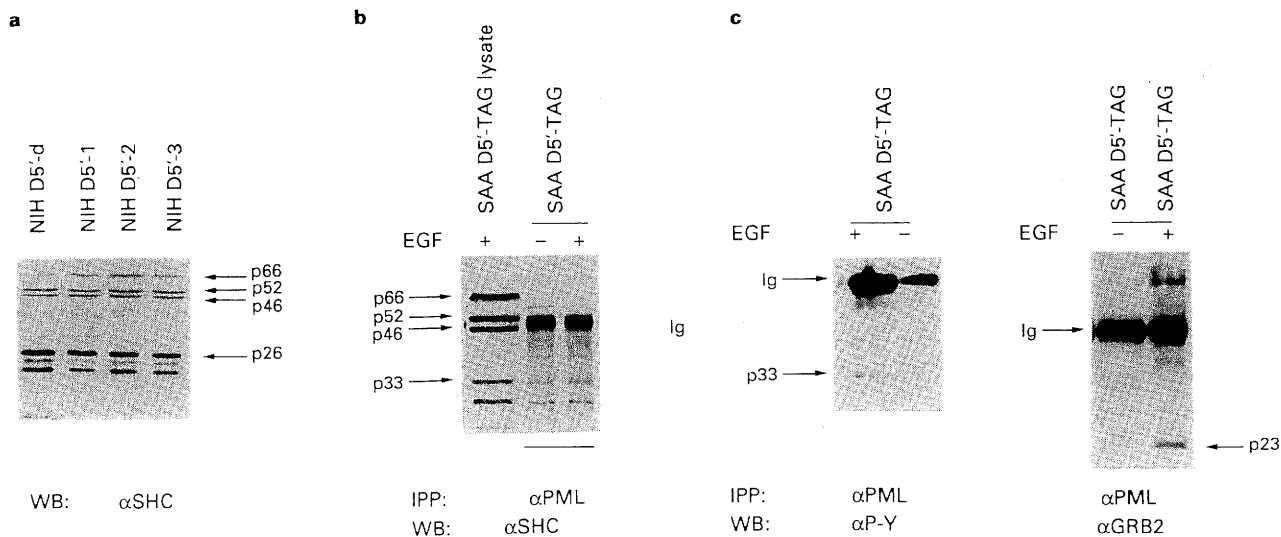 a
NIH D5′-d
NIH D5′-1
NIH D5′-2
NIH D5′-3
p66
p52
p46
p26
WB: αSHC
b
SAA D5′-TAG lysate
SAA D5′-TAG
EGF + − +
p66
p52
p46
p33
Ig
IPP: αPML
WB: αSHC
c
SAA D5′-TAG
EGF + −
Ig
p33
IPP: αPML
WB: αP-Y
SAA D5′-TAG
SAA D5′-TAG
EGF − +
Ig
p23
αPML
αGRB2